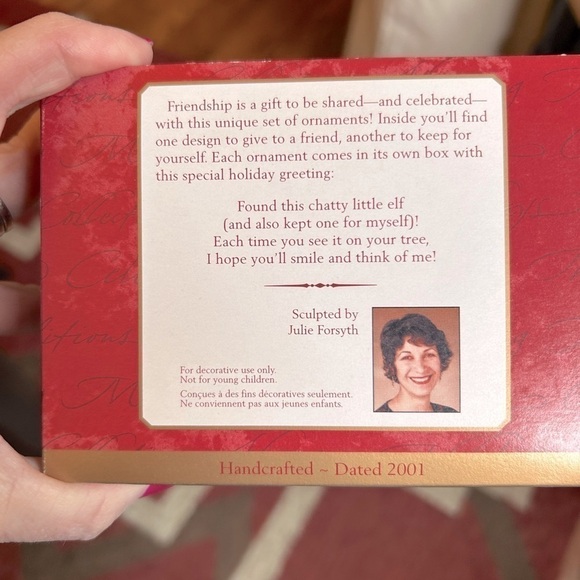 Friendship is a gift to be shared—and celebrated—
with this unique set of ornaments! Inside you'll find
one design to give to a friend, another to keep for
yourself. Each ornament comes in its own box with
this special holiday greeting:
Found this chatty little elf
(and also kept one for myself)!
Each time you see it on your tree,
I hope you'll smile and think of me!
Sculpted by
Julie Forsyth
For decorative use only.
Not for young children.
Conçues à des fins décoratives seulement.
Ne conviennent pas aux jeunes enfants.
Handcrafted ~ Dated 2001